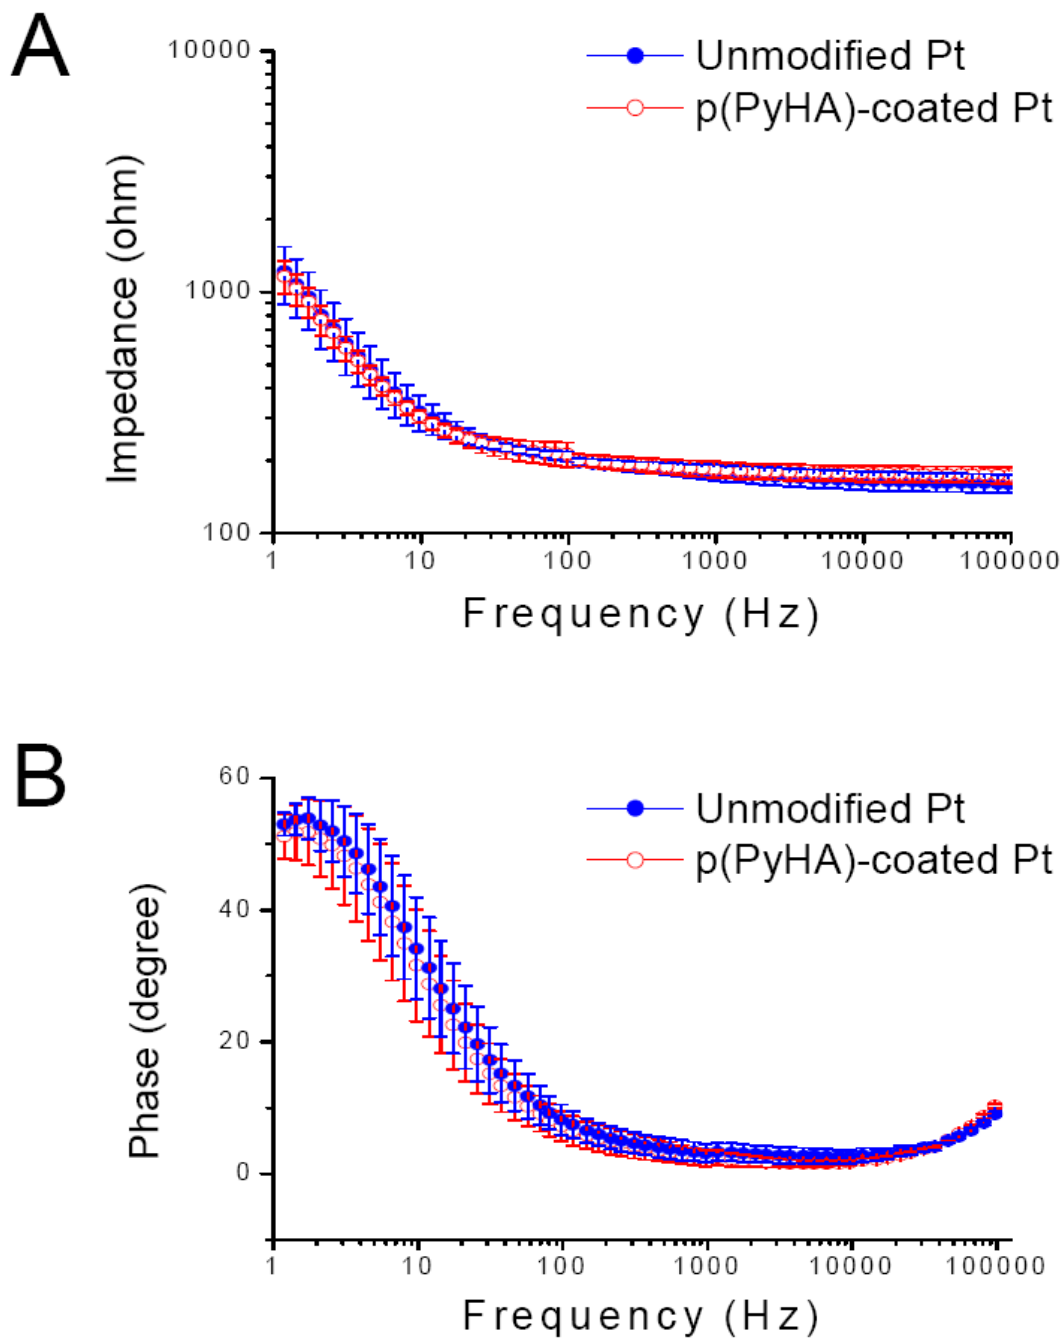 A
10000
Unmodified Pt
p(PyHA)-coated Pt
Impedance (ohm)
1000
100
1 10 100 1000 10000 100000
Frequency (Hz)
B
60
Unmodified Pt
p(PyHA)-coated Pt
40
Phase (degree)
20
0
1 10 100 1000 10000 100000
Frequency (Hz)